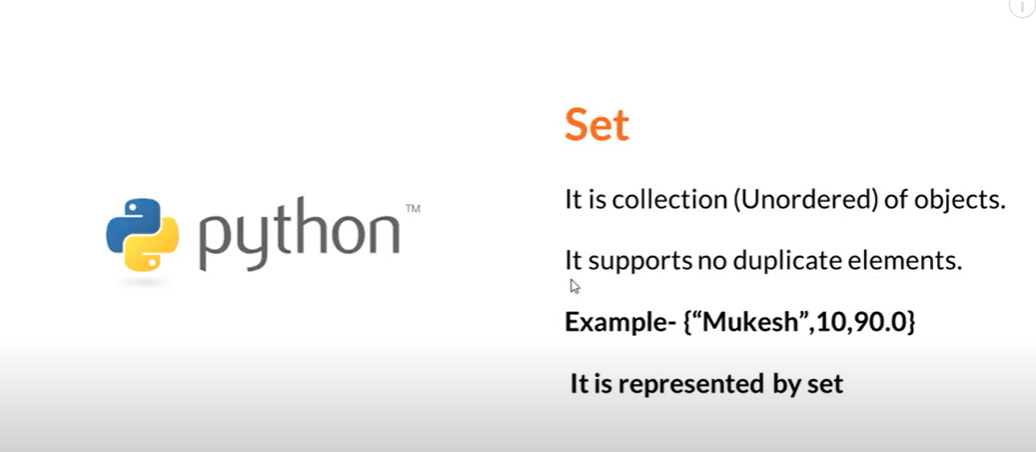 python™
Set
It is collection (Unordered) of objects.
It supports no duplicate elements.
Example- {“Mukesh”,10,90.0}
It is represented by set